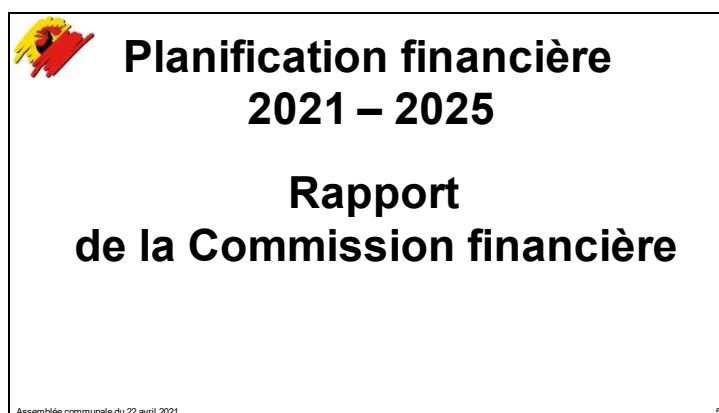 Planification financière
2021 – 2025
Rapport
de la Commission financière
Assemblée communale du 22 avril 2021